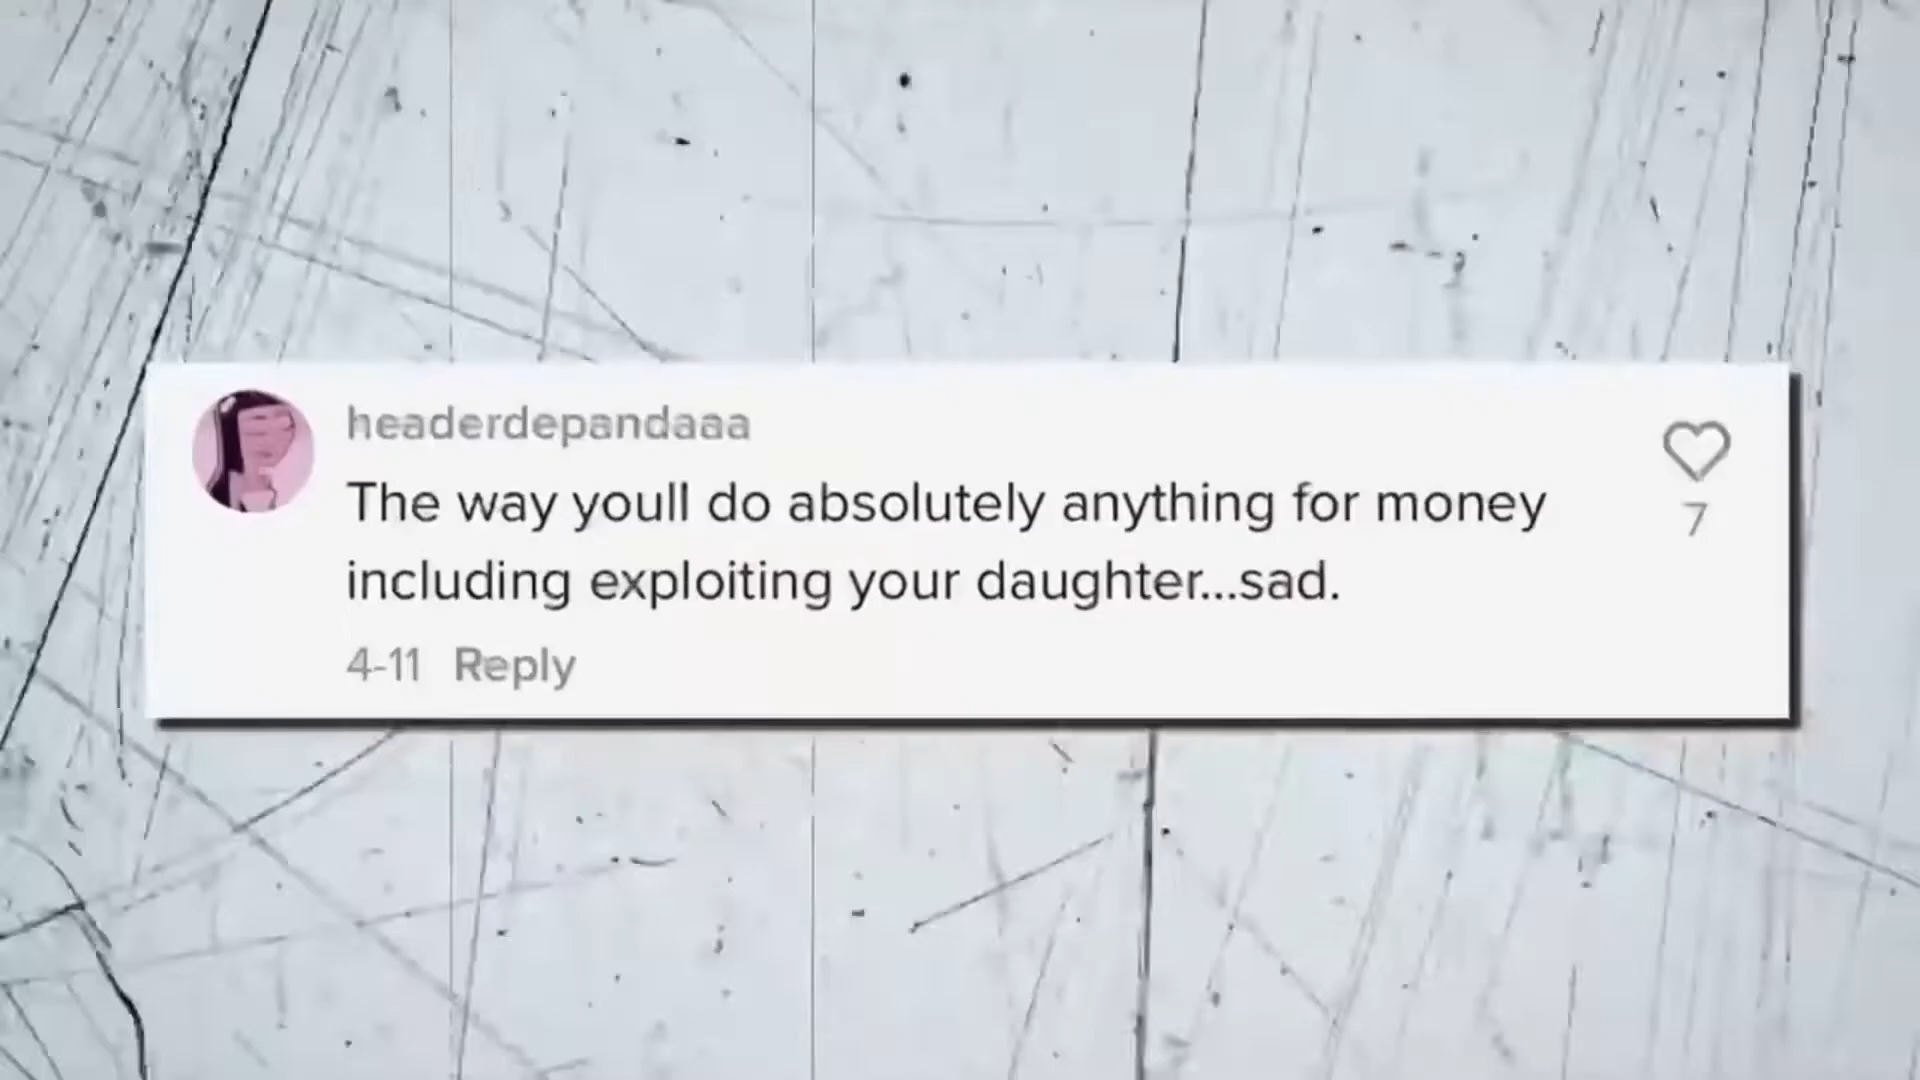 headerdepandaaa
The way youll do absolutely anything for money
7
including exploiting your daughter...sad.
4-11 Reply